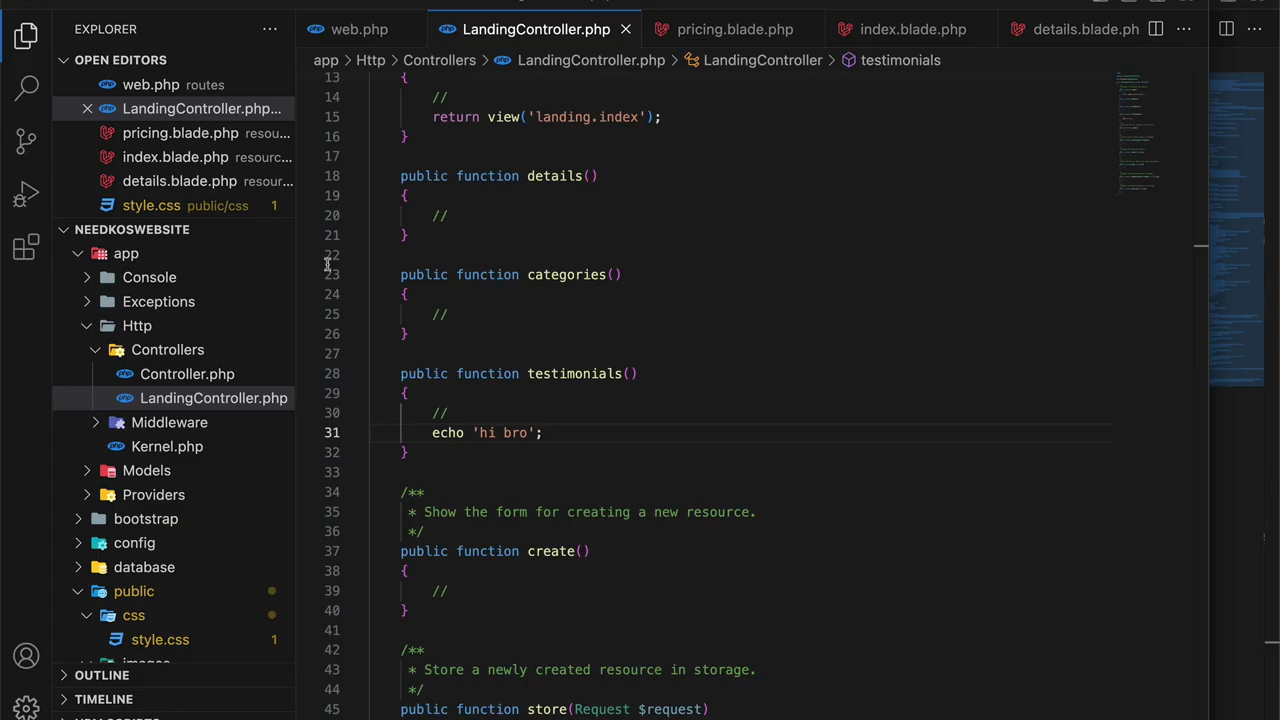 EXPLORER
OPEN EDITORS
web.php routes
LandingController.php...
pricing.blade.php resou...
index.blade.php resourc...
details.blade.php resour...
style.css public/css 1
NEEDKOSWEBSITE
app
Console
Exceptions
Http
Controllers
Controller.php
LandingController.php
Middleware
Kernel.php
Models
Providers
bootstrap
config
database
public
css
style.css 1
images
OUTLINE
TIMELINE
NPM SCRIPTS
web.php LandingController.php pricing.blade.php index.blade.php details.blade.ph
app > Http > Controllers > LandingController.php > LandingController > testimonials
13 {
14 //
15 return view('landing.index');
16 }
17
18 public function details()
19 {
20 //
21 }
22
23 public function categories()
24 {
25 //
26 }
27
28 public function testimonials()
29 {
30 //
31 echo 'hi bro';
32 }
33
34 /**
35 * Show the form for creating a new resource.
36 */
37 public function create()
38 {
39 //
40 }
41
42 /**
43 * Store a newly created resource in storage.
44 */
45 public function store(Request $request)